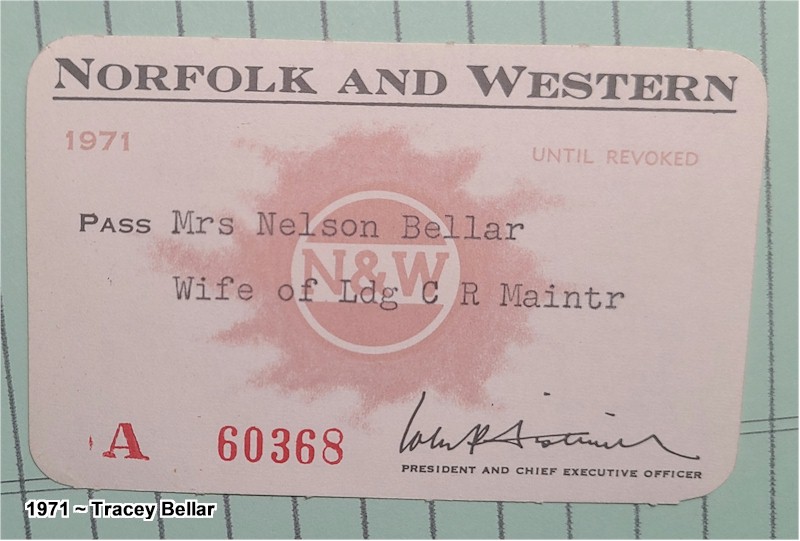 NORFOLK AND WESTERN
1971
UNTIL REVOKED
PASS Mrs Nelson Bellar
N&W
Wife of Ldg C R Maintr
A 60368
PRESIDENT AND CHIEF EXECUTIVE OFFICER
1971 ~ Tracey Bellar